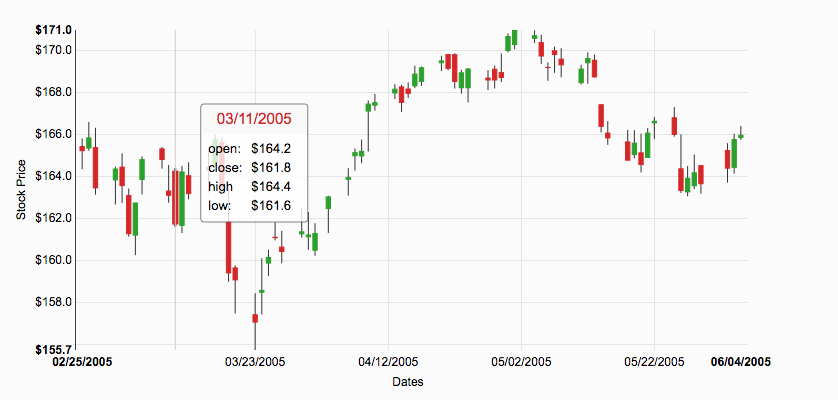 $171.0
$170.0
$168.0
$166.0
$164.0
$162.0
$160.0
$158.0
$155.7
Stock Price
03/11/2005
open: $164.2
close: $161.8
high $164.4
low: $161.6
02/25/2005 03/23/2005 04/12/2005 05/02/2005 05/22/2005 06/04/2005
Dates